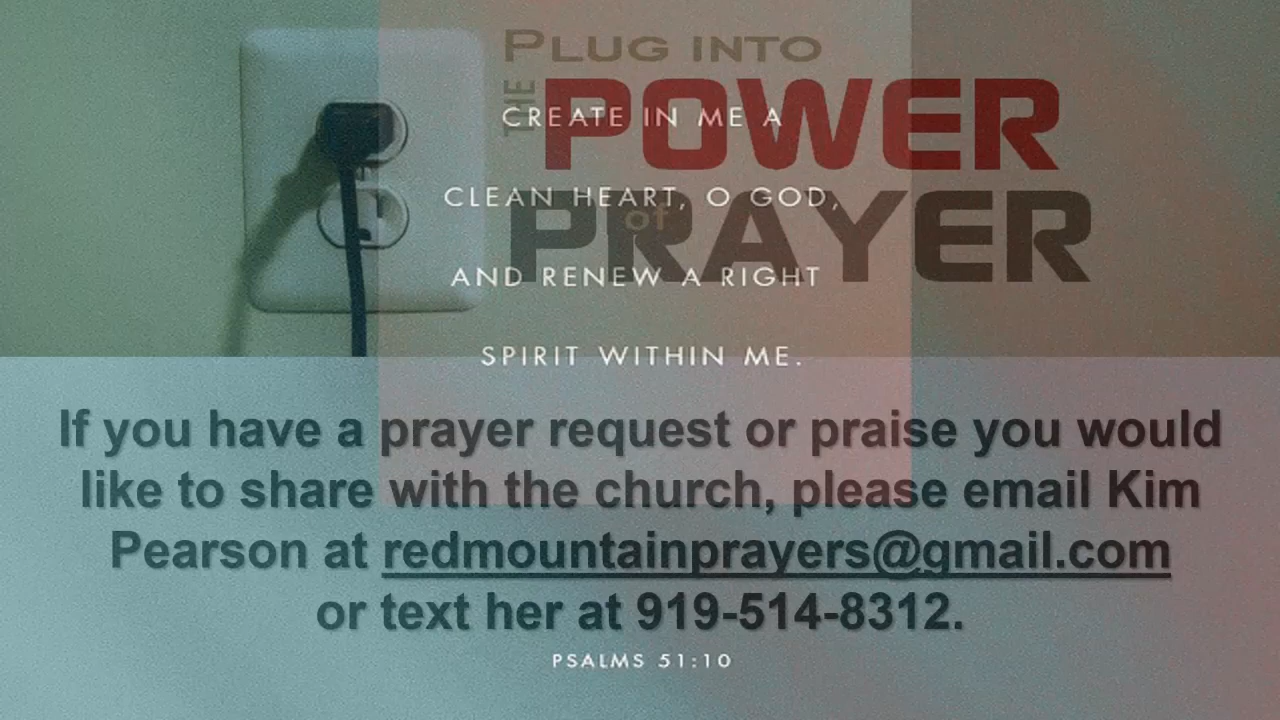 PLUG INTO
THE
POWER
of
PRAYER
CREATE IN ME A
CLEAN HEART, O GOD,
AND RENEW A RIGHT
SPIRIT WITHIN ME.
If you have a prayer request or praise you would
like to share with the church, please email Kim
Pearson at redmountainprayers@gmail.com
or text her at 919-514-8312.
PSALMS 51:10